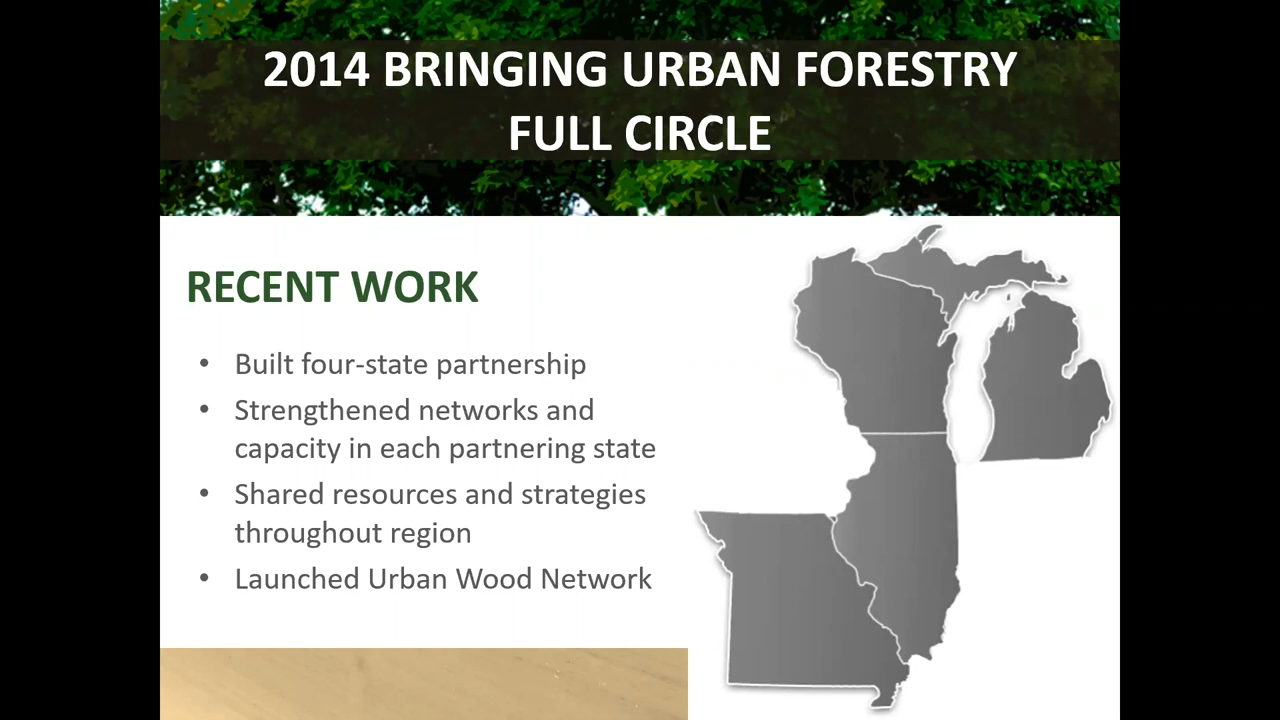 2014 BRINGING URBAN FORESTRY
FULL CIRCLE
RECENT WORK
• Built four-state partnership
• Strengthened networks and
capacity in each partnering state
• Shared resources and strategies
throughout region
• Launched Urban Wood Network